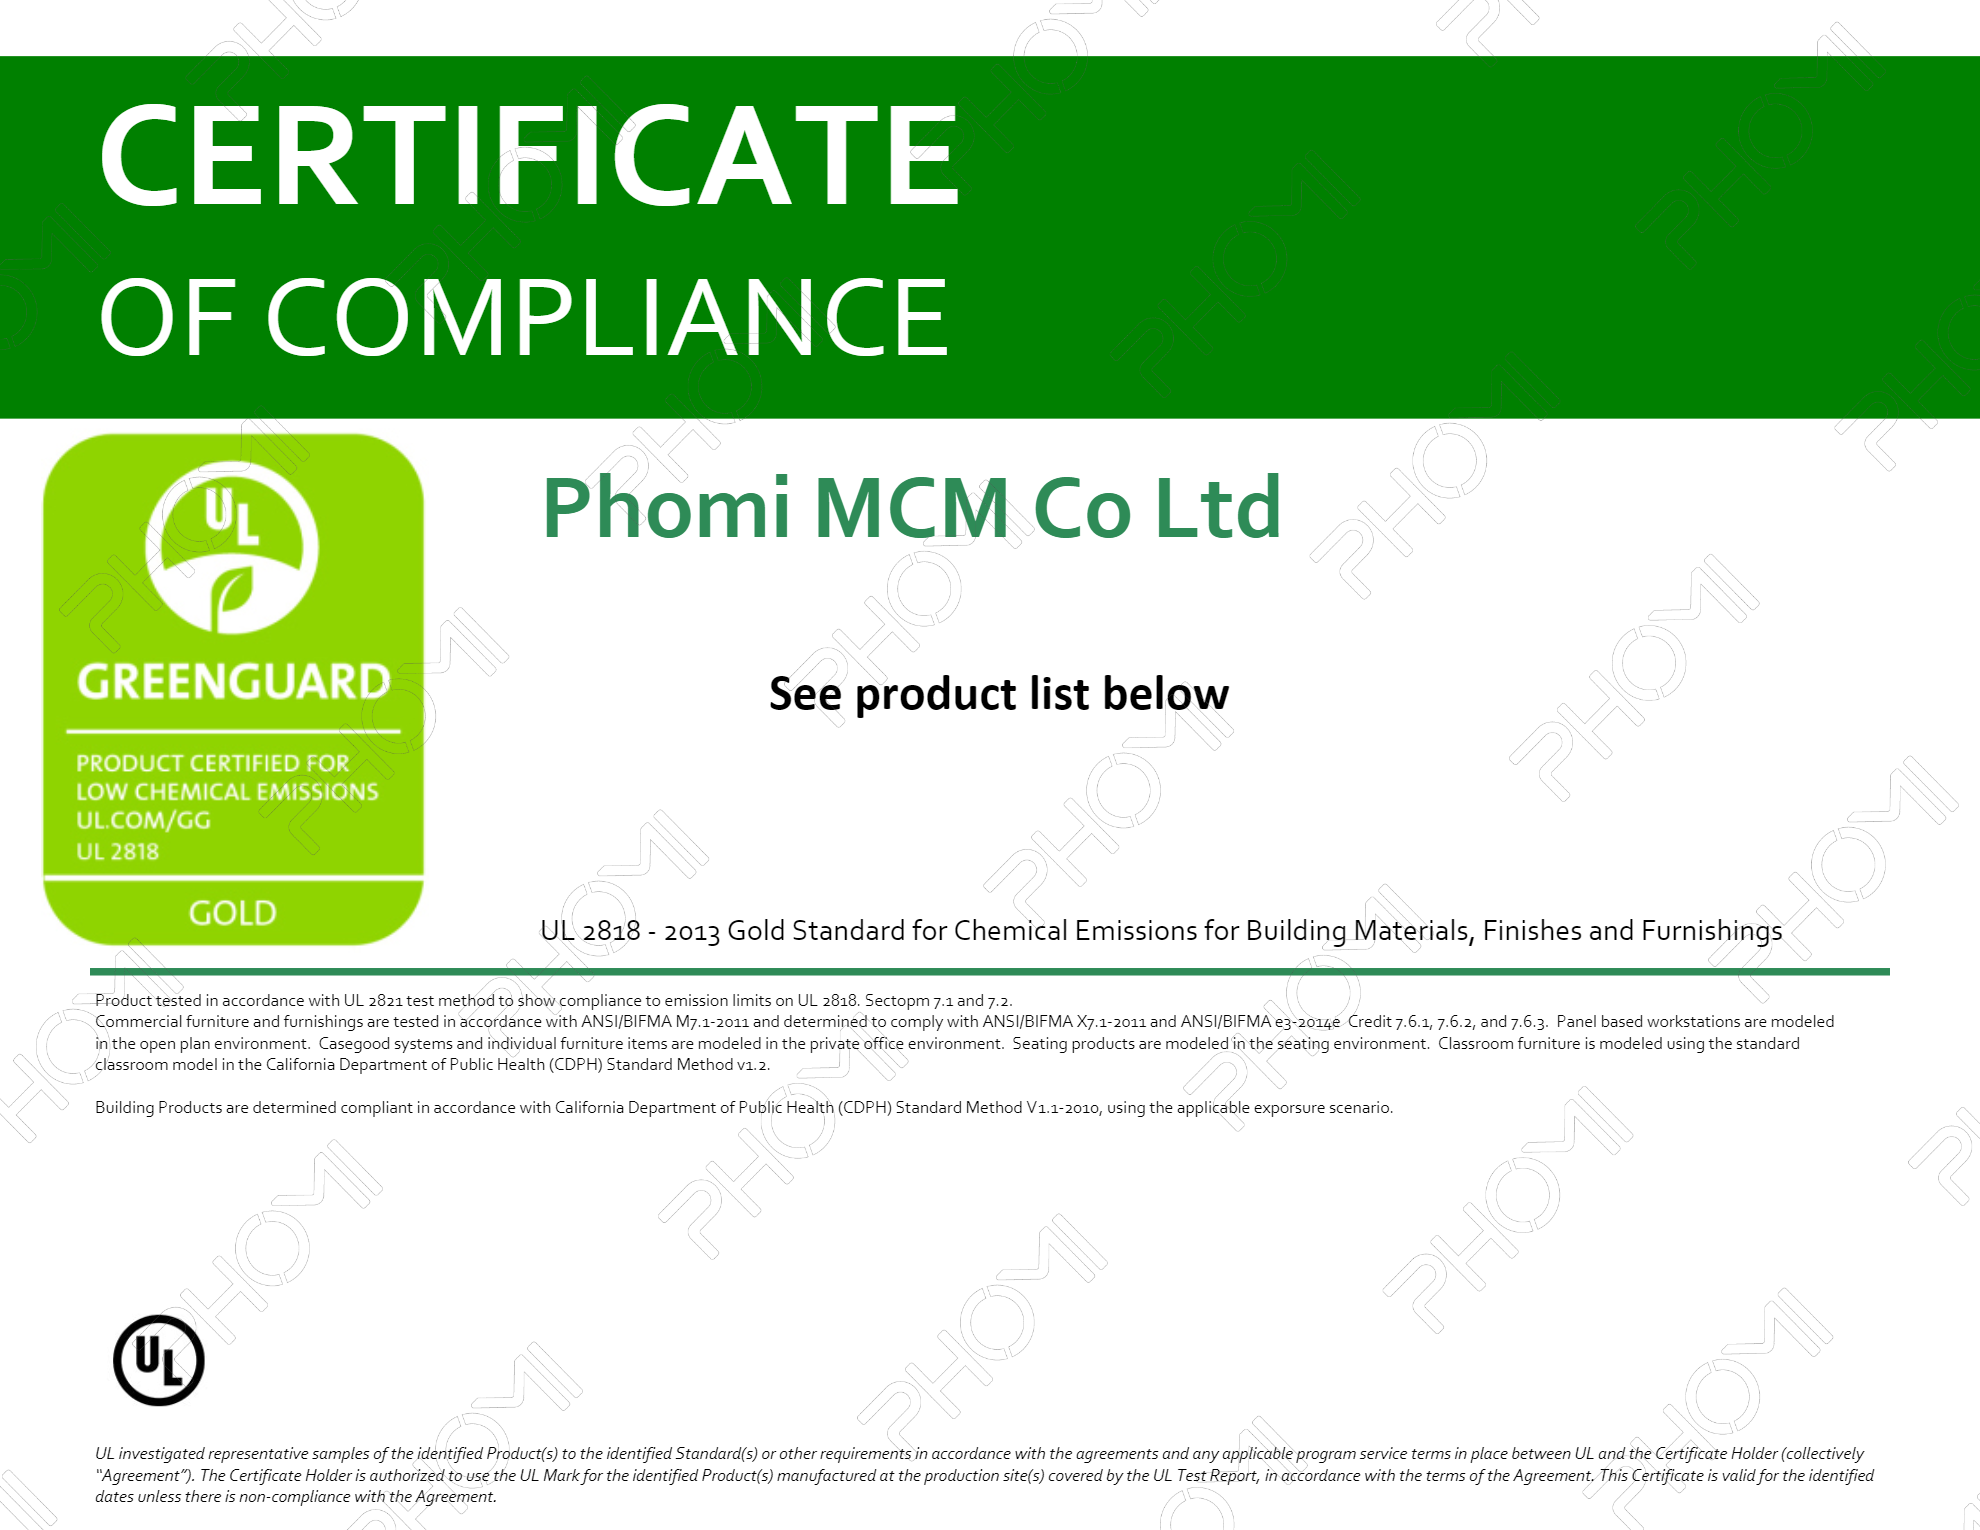 CERTIFICATE
OF COMPLIANCE
UL
GREENGUARD
PRODUCT CERTIFIED FOR
LOW CHEMICAL EMISSIONS
UL.COM/GG
UL 2818
GOLD
Phomi MCM Co Ltd
See product list below
UL 2818 - 2013 Gold Standard for Chemical Emissions for Building Materials, Finishes and Furnishings
Product tested in accordance with UL 2821 test method to show compliance to emission limits on UL 2818. Sectopm 7.1 and 7.2.
Commercial furniture and furnishings are tested in accordance with ANSI/BIFMA M7.1-2011 and determined to comply with ANSI/BIFMA X7.1-2011 and ANSI/BIFMA e3-2014e  Credit 7.6.1, 7.6.2, and 7.6.3.  Panel based workstations are modeled
in the open plan environment.  Casegood systems and individual furniture items are modeled in the private office environment.  Seating products are modeled in the seating environment.  Classroom furniture is modeled using the standard
classroom model in the California Department of Public Health (CDPH) Standard Method v1.2.
Building Products are determined compliant in accordance with California Department of Public Health (CDPH) Standard Method V1.1-2010, using the applicable exporsure scenario.
UL
UL investigated representative samples of the identified Product(s) to the identified Standard(s) or other requirements in accordance with the agreements and any applicable program service terms in place between UL and the Certificate Holder (collectively
“Agreement”). The Certificate Holder is authorized to use the UL Mark for the identified Product(s) manufactured at the production site(s) covered by the UL Test Report, in accordance with the terms of the Agreement. This Certificate is valid for the identified
dates unless there is non-compliance with the Agreement.
PHOMI